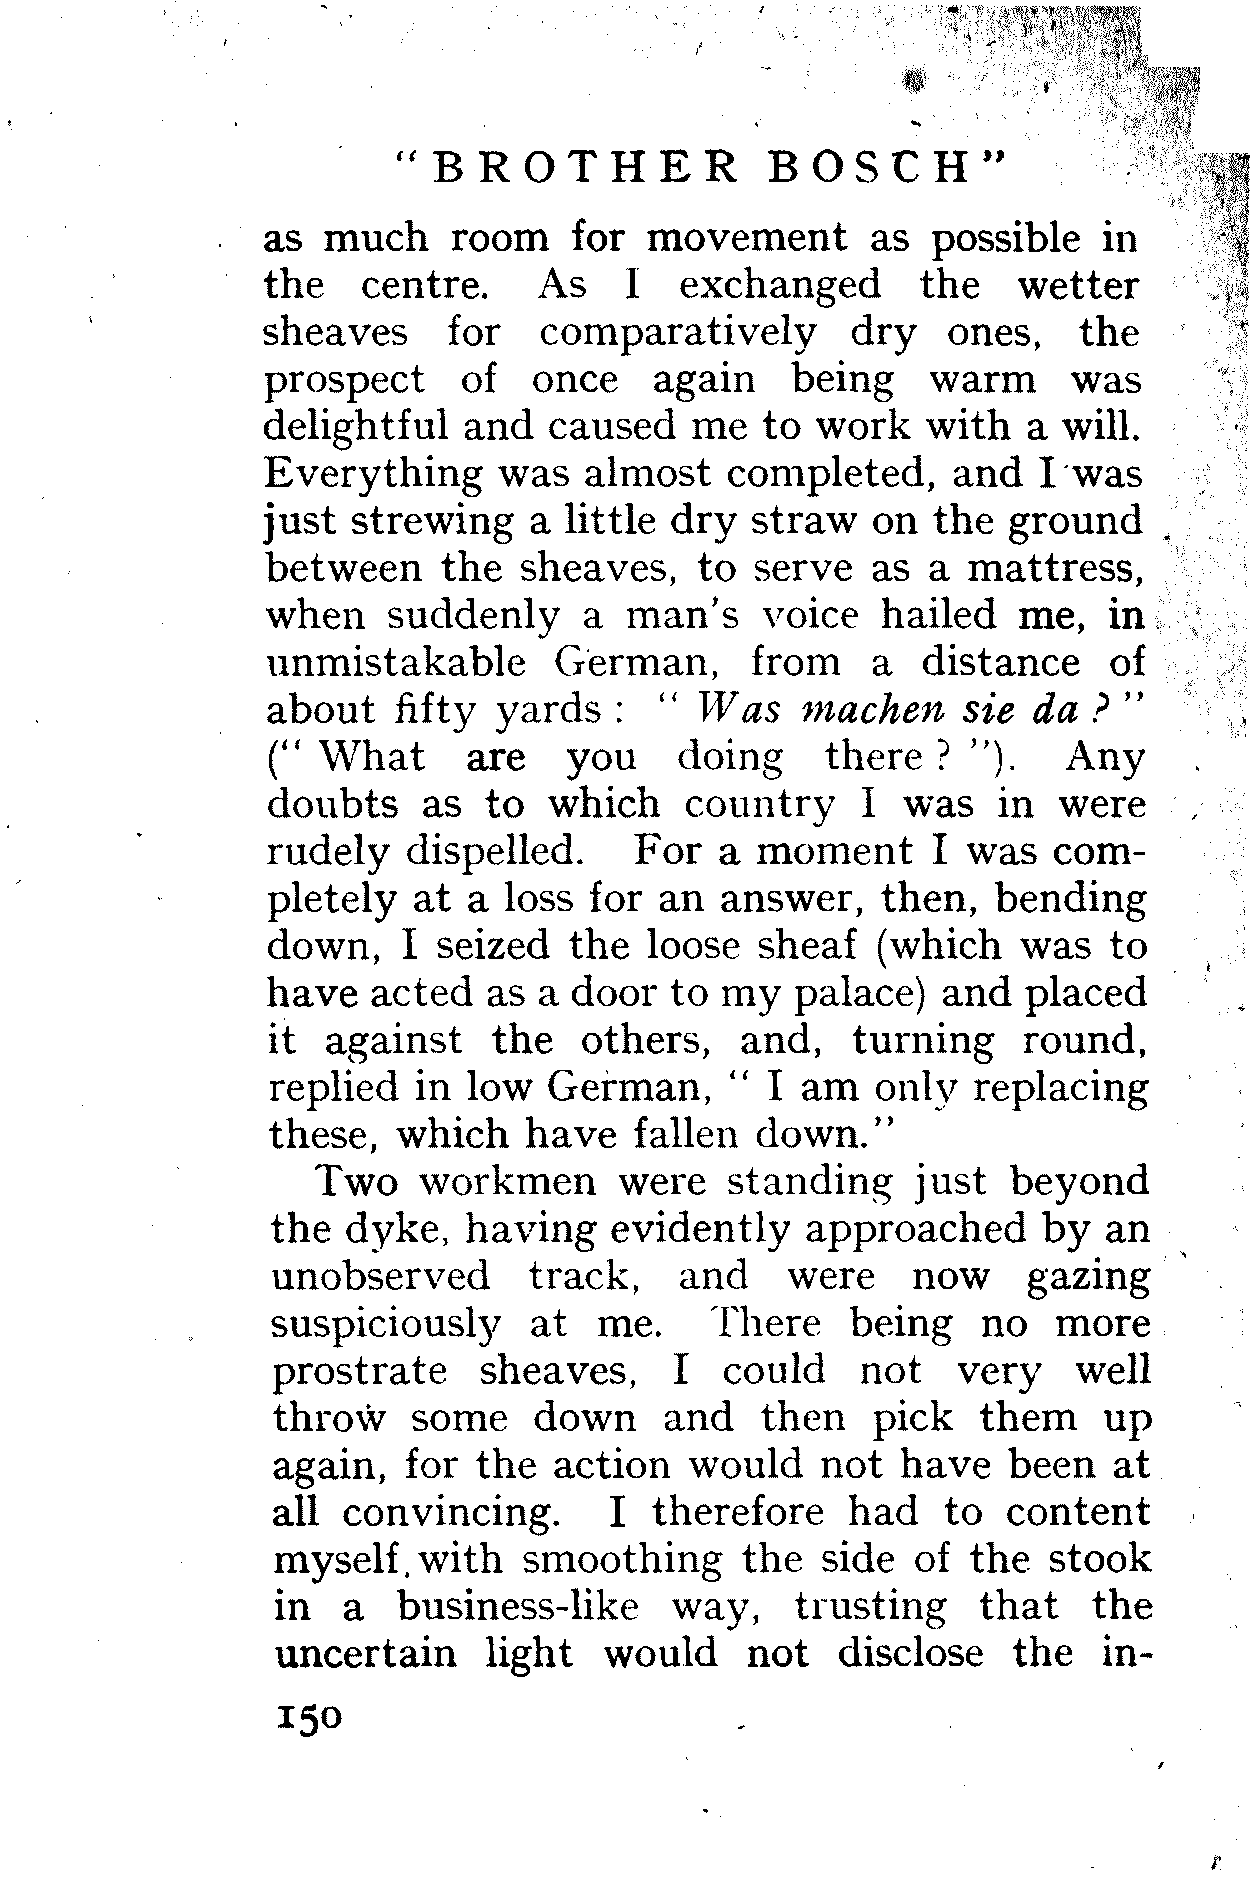 "BROTHER BOSCH"
as much room for movement as possible in
the centre. As I exchanged the wetter
sheaves for comparatively dry ones, the
prospect of once again being warm was
delightful and caused me to work with a will.
Everything was almost completed, and I was
just strewing a little dry straw on the ground
between the sheaves, to serve as a mattress,
when suddenly a man's voice hailed me, in
unmistakable German, from a distance of
about fifty yards : " Was machen sie da ? "
(" What are you doing there ? "). Any
doubts as to which country I was in were
rudely dispelled. For a moment I was com-
pletely at a loss for an answer, then, bending
down, I seized the loose sheaf (which was to
have acted as a door to my palace) and placed
it against the others, and, turning round,
replied in low German, " I am only replacing
these, which have fallen down."
Two workmen were standing just beyond
the dyke, having evidently approached by an
unobserved track, and were now gazing
suspiciously at me. There being no more
prostrate sheaves, I could not very well
throw some down and then pick them up
again, for the action would not have been at
all convincing. I therefore had to content
myself with smoothing the side of the stook
in a business-like way, trusting that the
uncertain light would not disclose the in-
150